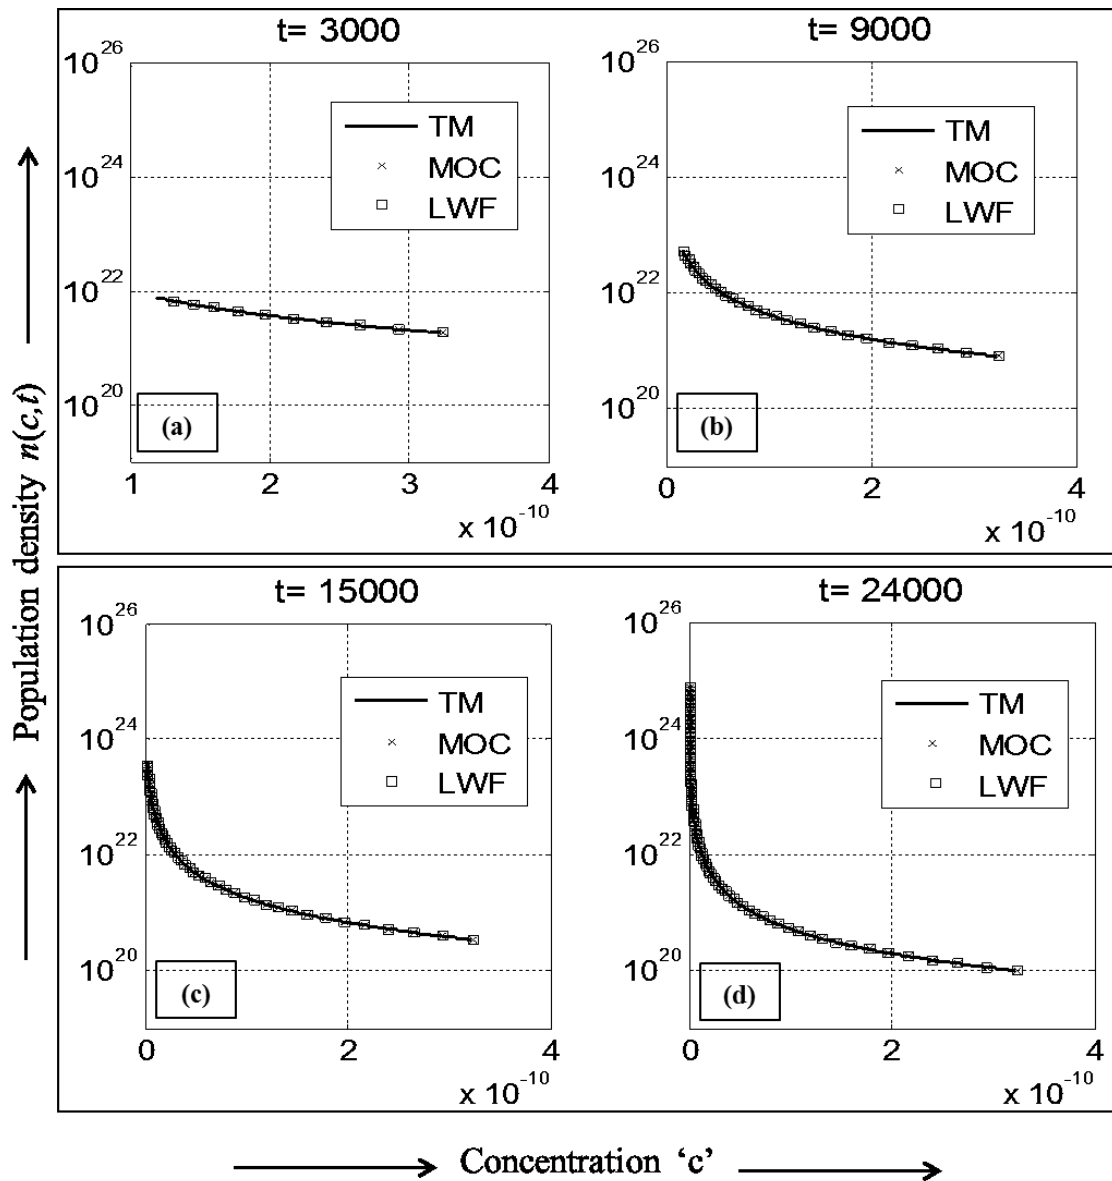 t= 3000
10^26
10^24
10^22
10^20
TM
MOC
LWF
(a)
1 2 3 4
x 10^-10
t= 9000
10^26
10^24
10^22
10^20
TM
MOC
LWF
(b)
0 2 4
x 10^-10
Population density n(c,t)
t= 15000
10^26
10^24
10^22
10^20
TM
MOC
LWF
(c)
0 2 4
x 10^-10
t= 24000
10^26
10^24
10^22
10^20
TM
MOC
LWF
(d)
0 2 4
x 10^-10
Concentration ‘c’